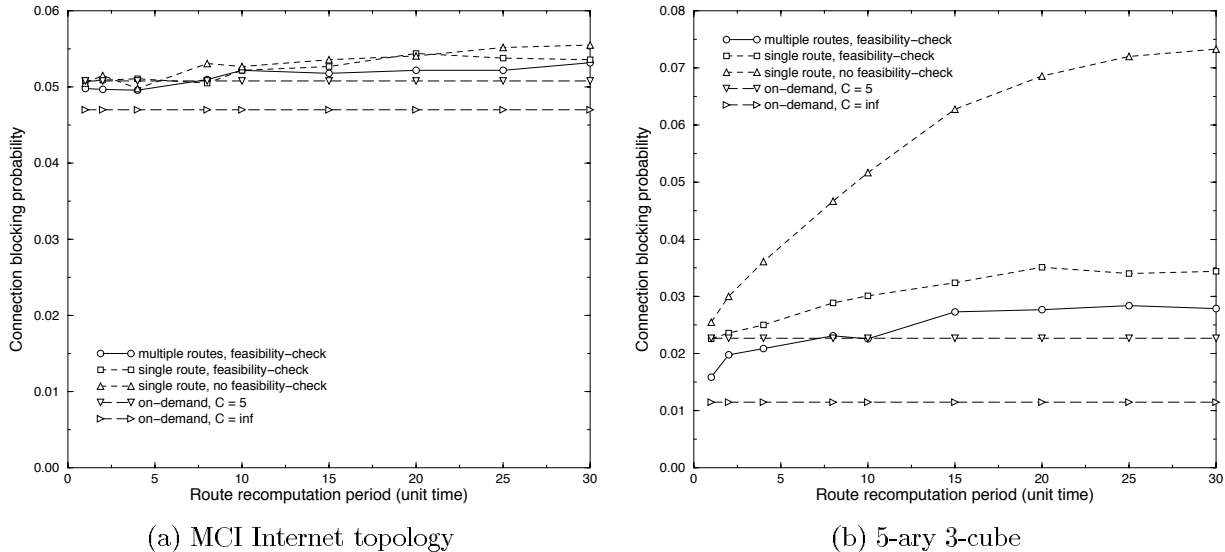 0.06
0.05
0.04
0.03
0.02
0.01
0.00
Connection blocking probability
multiple routes, feasibility−check
single route, feasibility−check
single route, no feasibility−check
on−demand, C = 5
on−demand, C = inf
0 5 10 15 20 25 30
Route recomputation period (unit time)
(a) MCI Internet topology
0.08
0.07
0.06
0.05
0.04
0.03
0.02
0.01
0.00
Connection blocking probability
multiple routes, feasibility−check
single route, feasibility−check
single route, no feasibility−check
on−demand, C = 5
on−demand, C = inf
0 5 10 15 20 25 30
Route recomputation period (unit time)
(b) 5-ary 3-cube